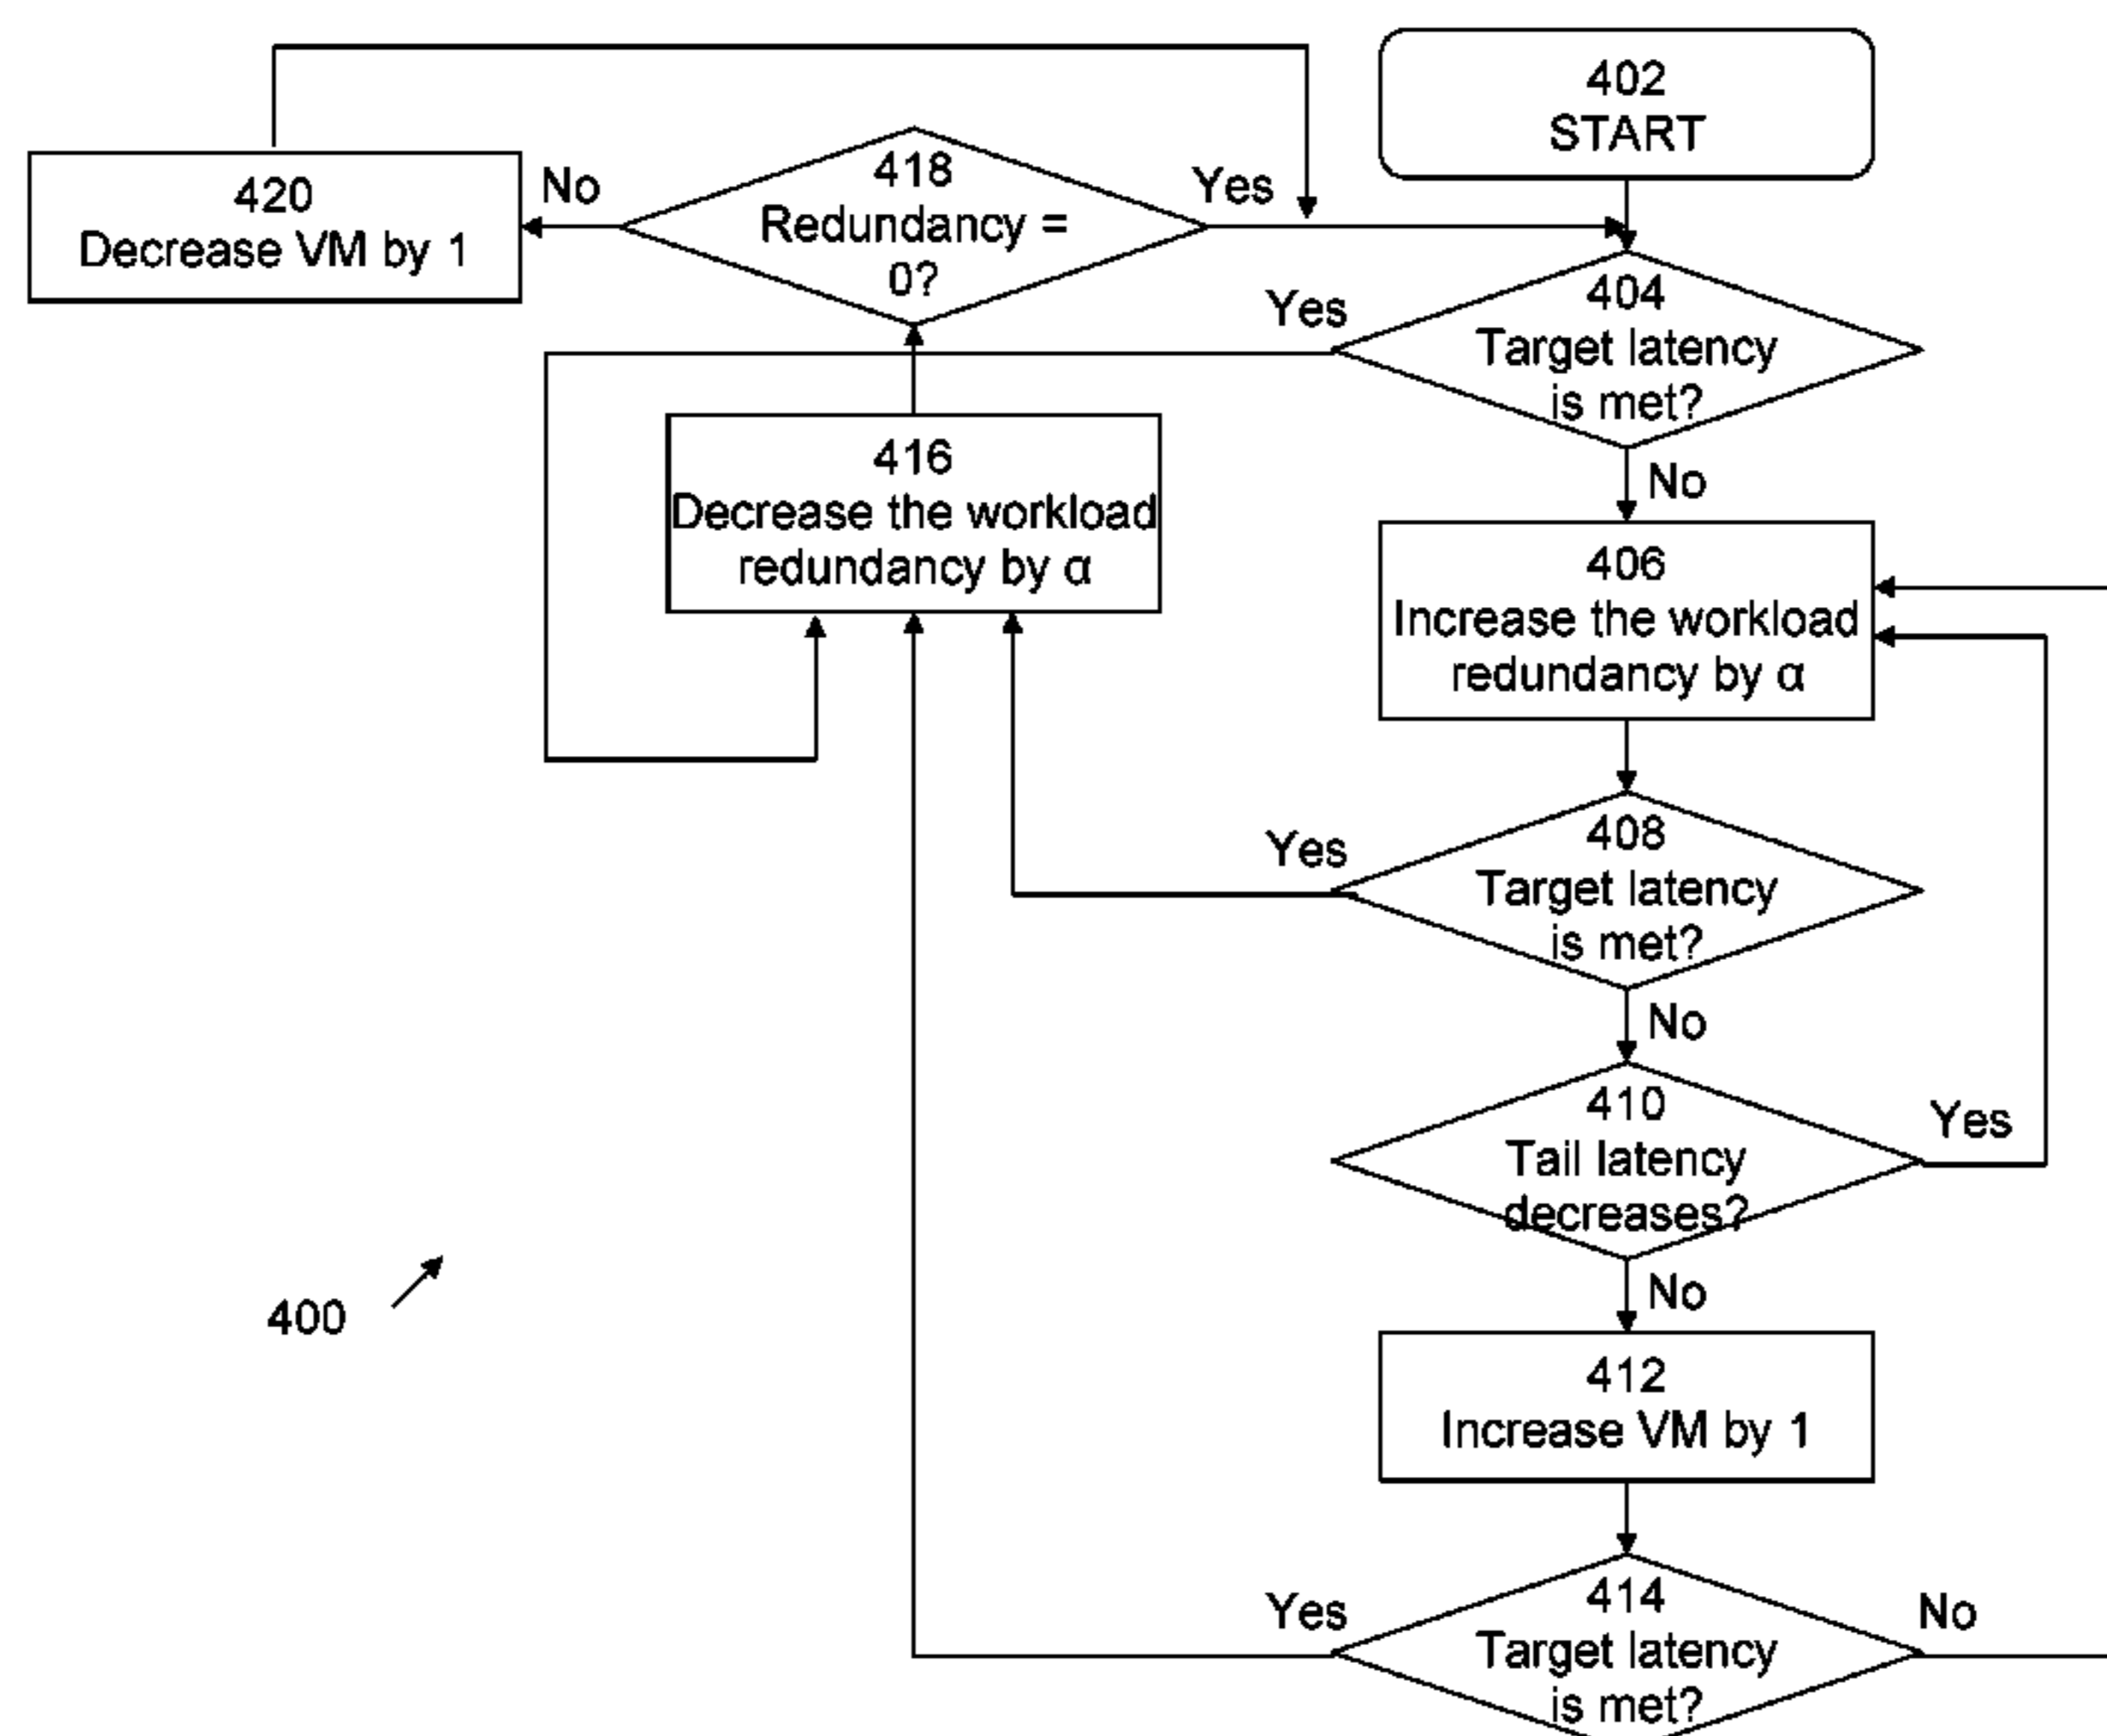 402
START
418
Redundancy =
0?
Yes
No
420
Decrease VM by 1
404
Target latency
is met?
Yes
No
416
Decrease the workload
redundancy by α
406
Increase the workload
redundancy by α
408
Target latency
is met?
Yes
No
410
Tail latency
decreases?
Yes
No
412
Increase VM by 1
414
Target latency
is met?
Yes
No
400